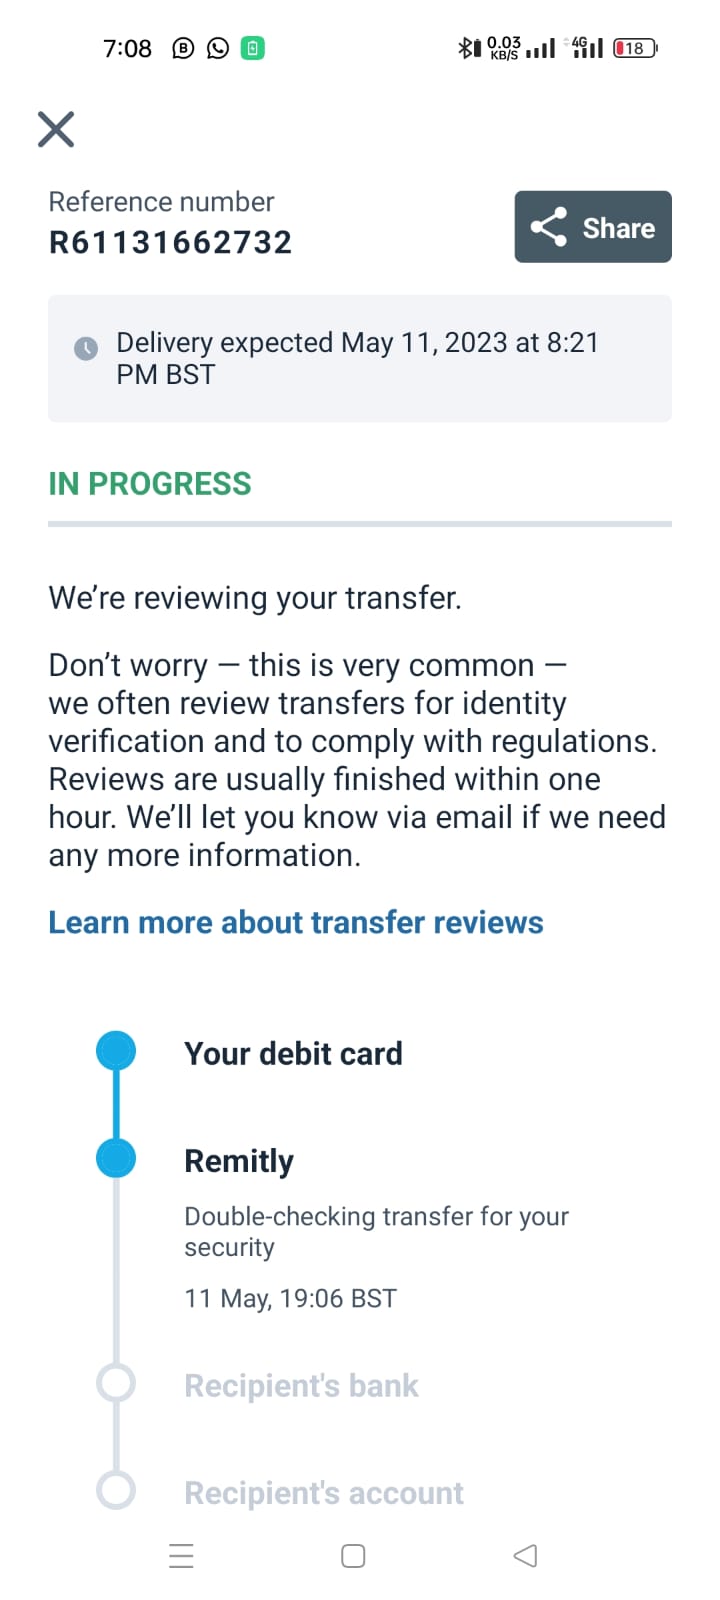 7:08 B 0.03 KB/S 4G 18
Reference number
R61131662732
Share
Delivery expected May 11, 2023 at 8:21
PM BST
IN PROGRESS
We’re reviewing your transfer.
Don’t worry — this is very common —
we often review transfers for identity
verification and to comply with regulations.
Reviews are usually finished within one
hour. We’ll let you know via email if we need
any more information.
Learn more about transfer reviews
Your debit card
Remitly
Double-checking transfer for your
security
11 May, 19:06 BST
Recipient's bank
Recipient's account